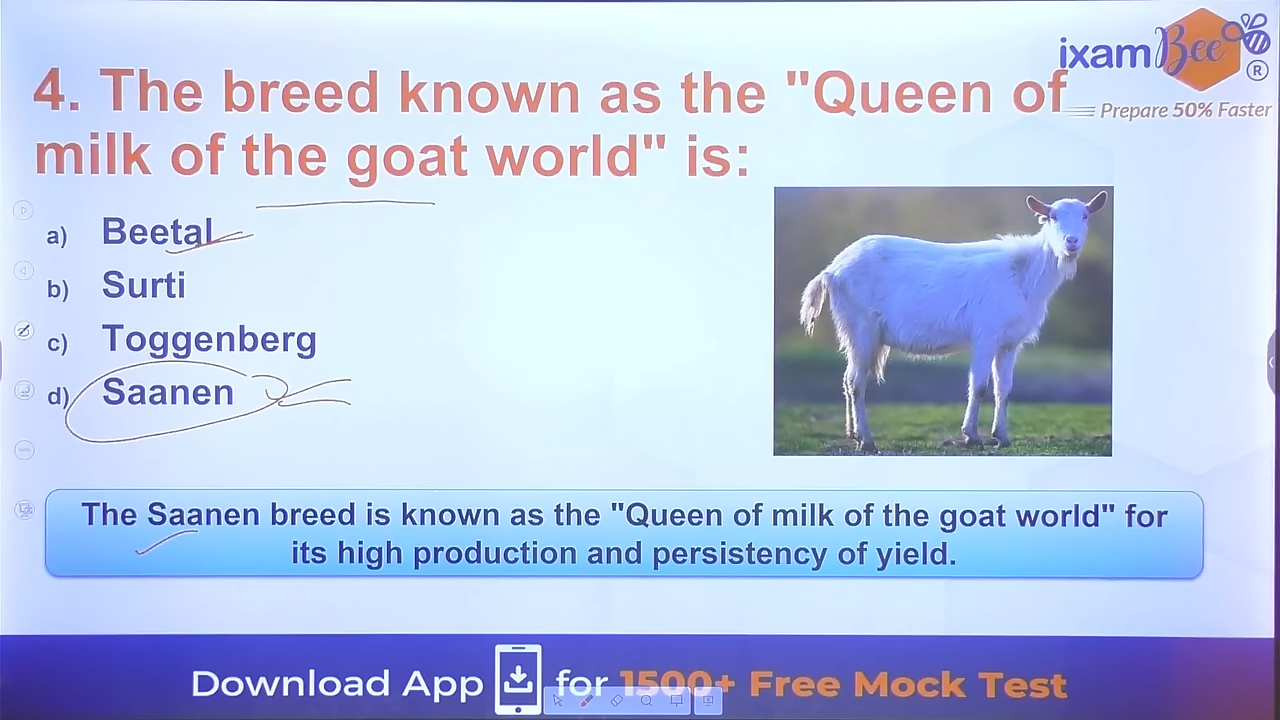 ixamBee®
Prepare 50% Faster
4. The breed known as the "Queen of
milk of the goat world" is:
a) Beetal
b) Surti
c) Toggenberg
d) Saanen
The Saanen breed is known as the "Queen of milk of the goat world" for
its high production and persistency of yield.
Download App for 1500+ Free Mock Test